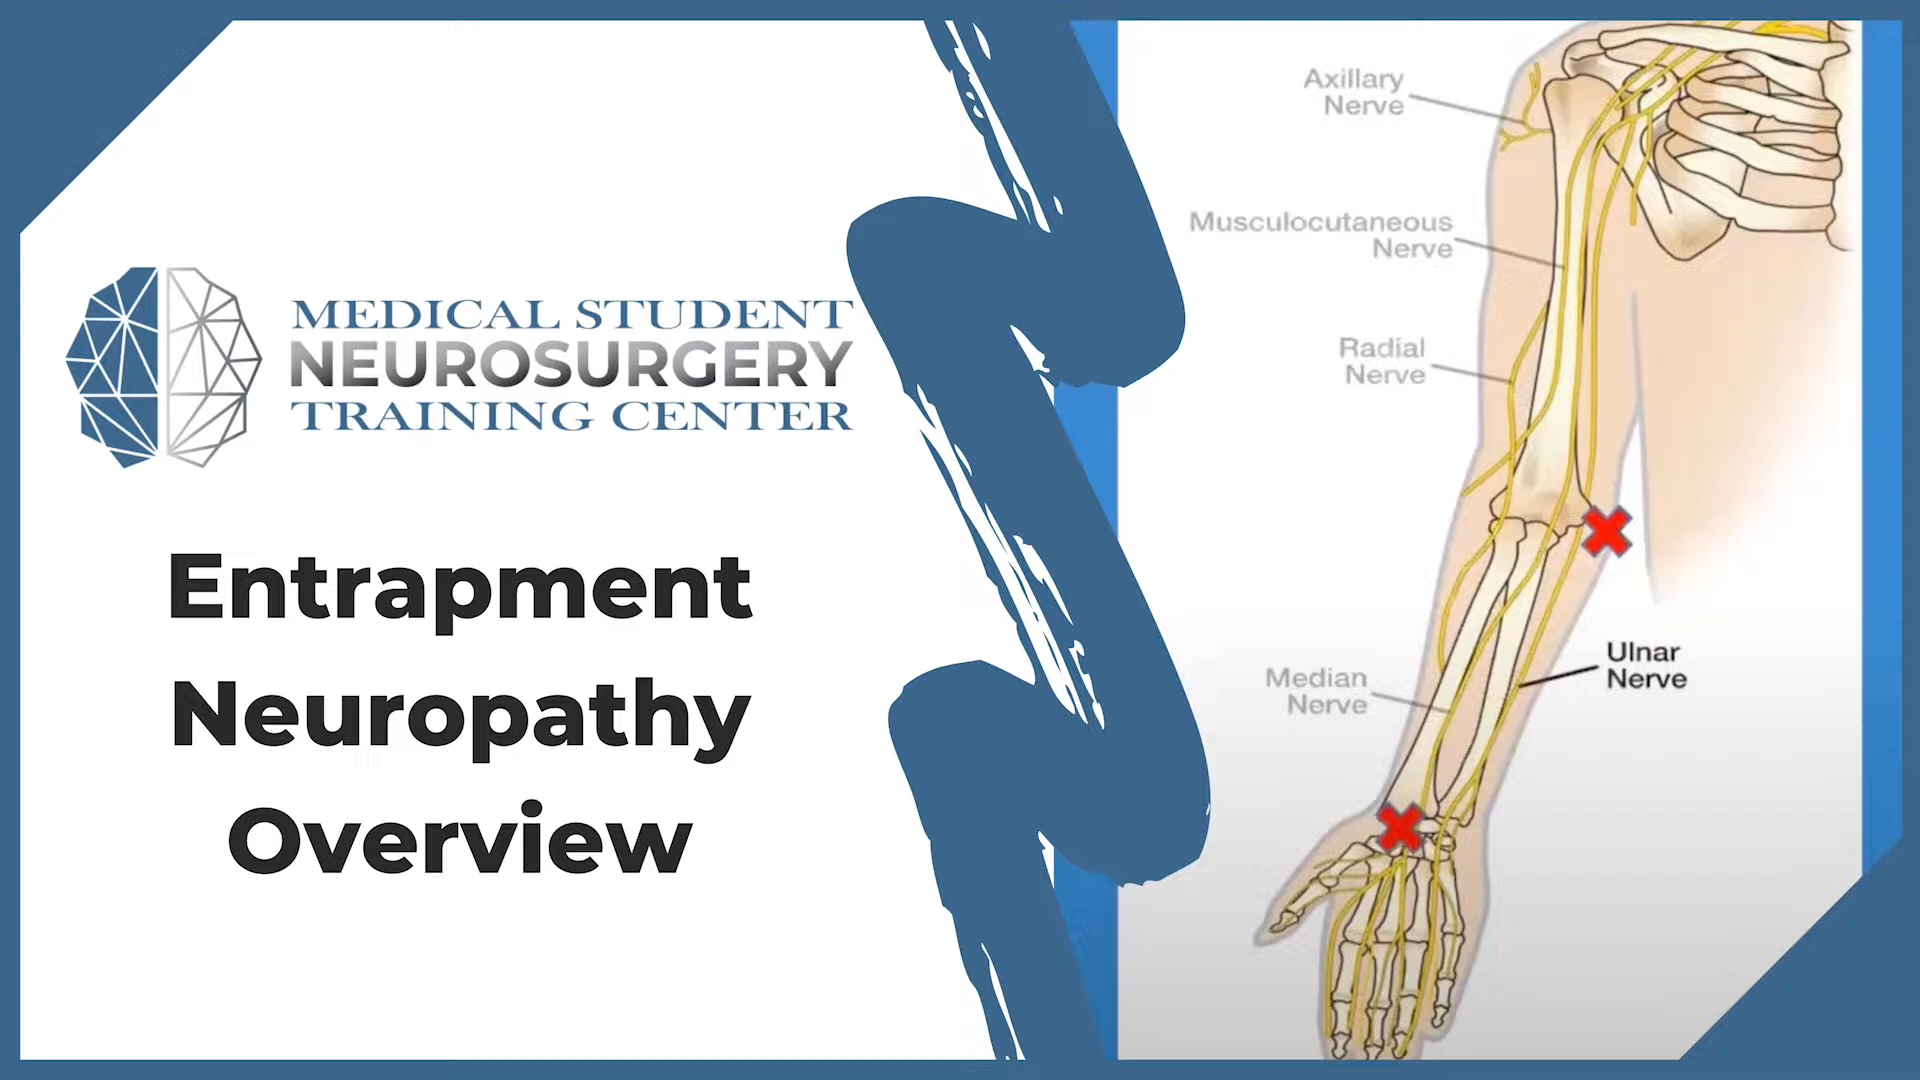 MEDICAL STUDENT
NEUROSURGERY
TRAINING CENTER
Entrapment
Neuropathy
Overview
Axillary
Nerve
Musculocutaneous
Nerve
Radial
Nerve
Ulnar
Nerve
Median
Nerve